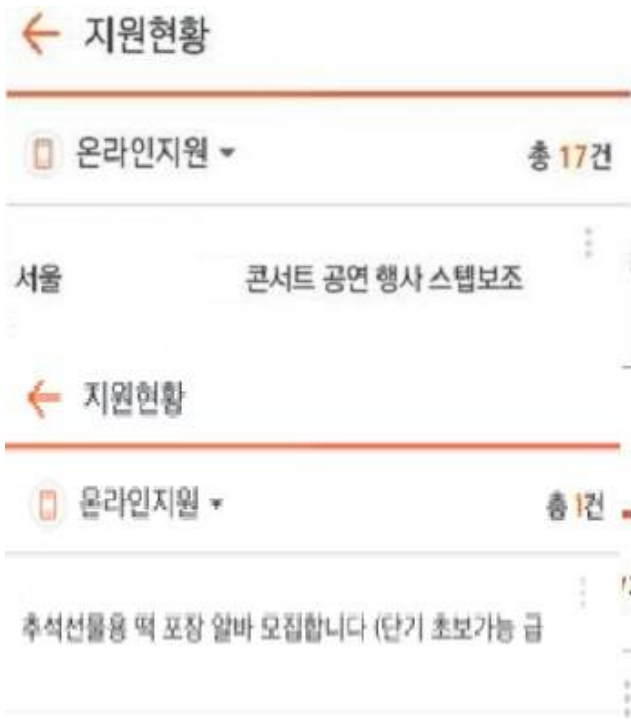 지원현황
온라인지원
총 17건
서울 콘서트 공연 행사 스텝보조
지원현황
온라인지원
총 1건
추석선물용 떡 포장 알바 모집합니다 (단기 초보가능 급